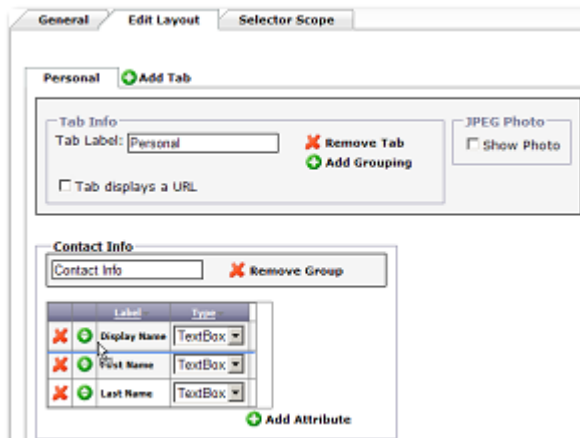 General Edit Layout Selector Scope
Personal Add Tab
Tab Info JPEG Photo
Tab Label: Personal Remove Tab Show Photo
Add Grouping
Tab displays a URL
Contact Info
Contact Info Remove Group
Label Type
Display Name TextBox
First Name TextBox
Last Name TextBox
Add Attribute